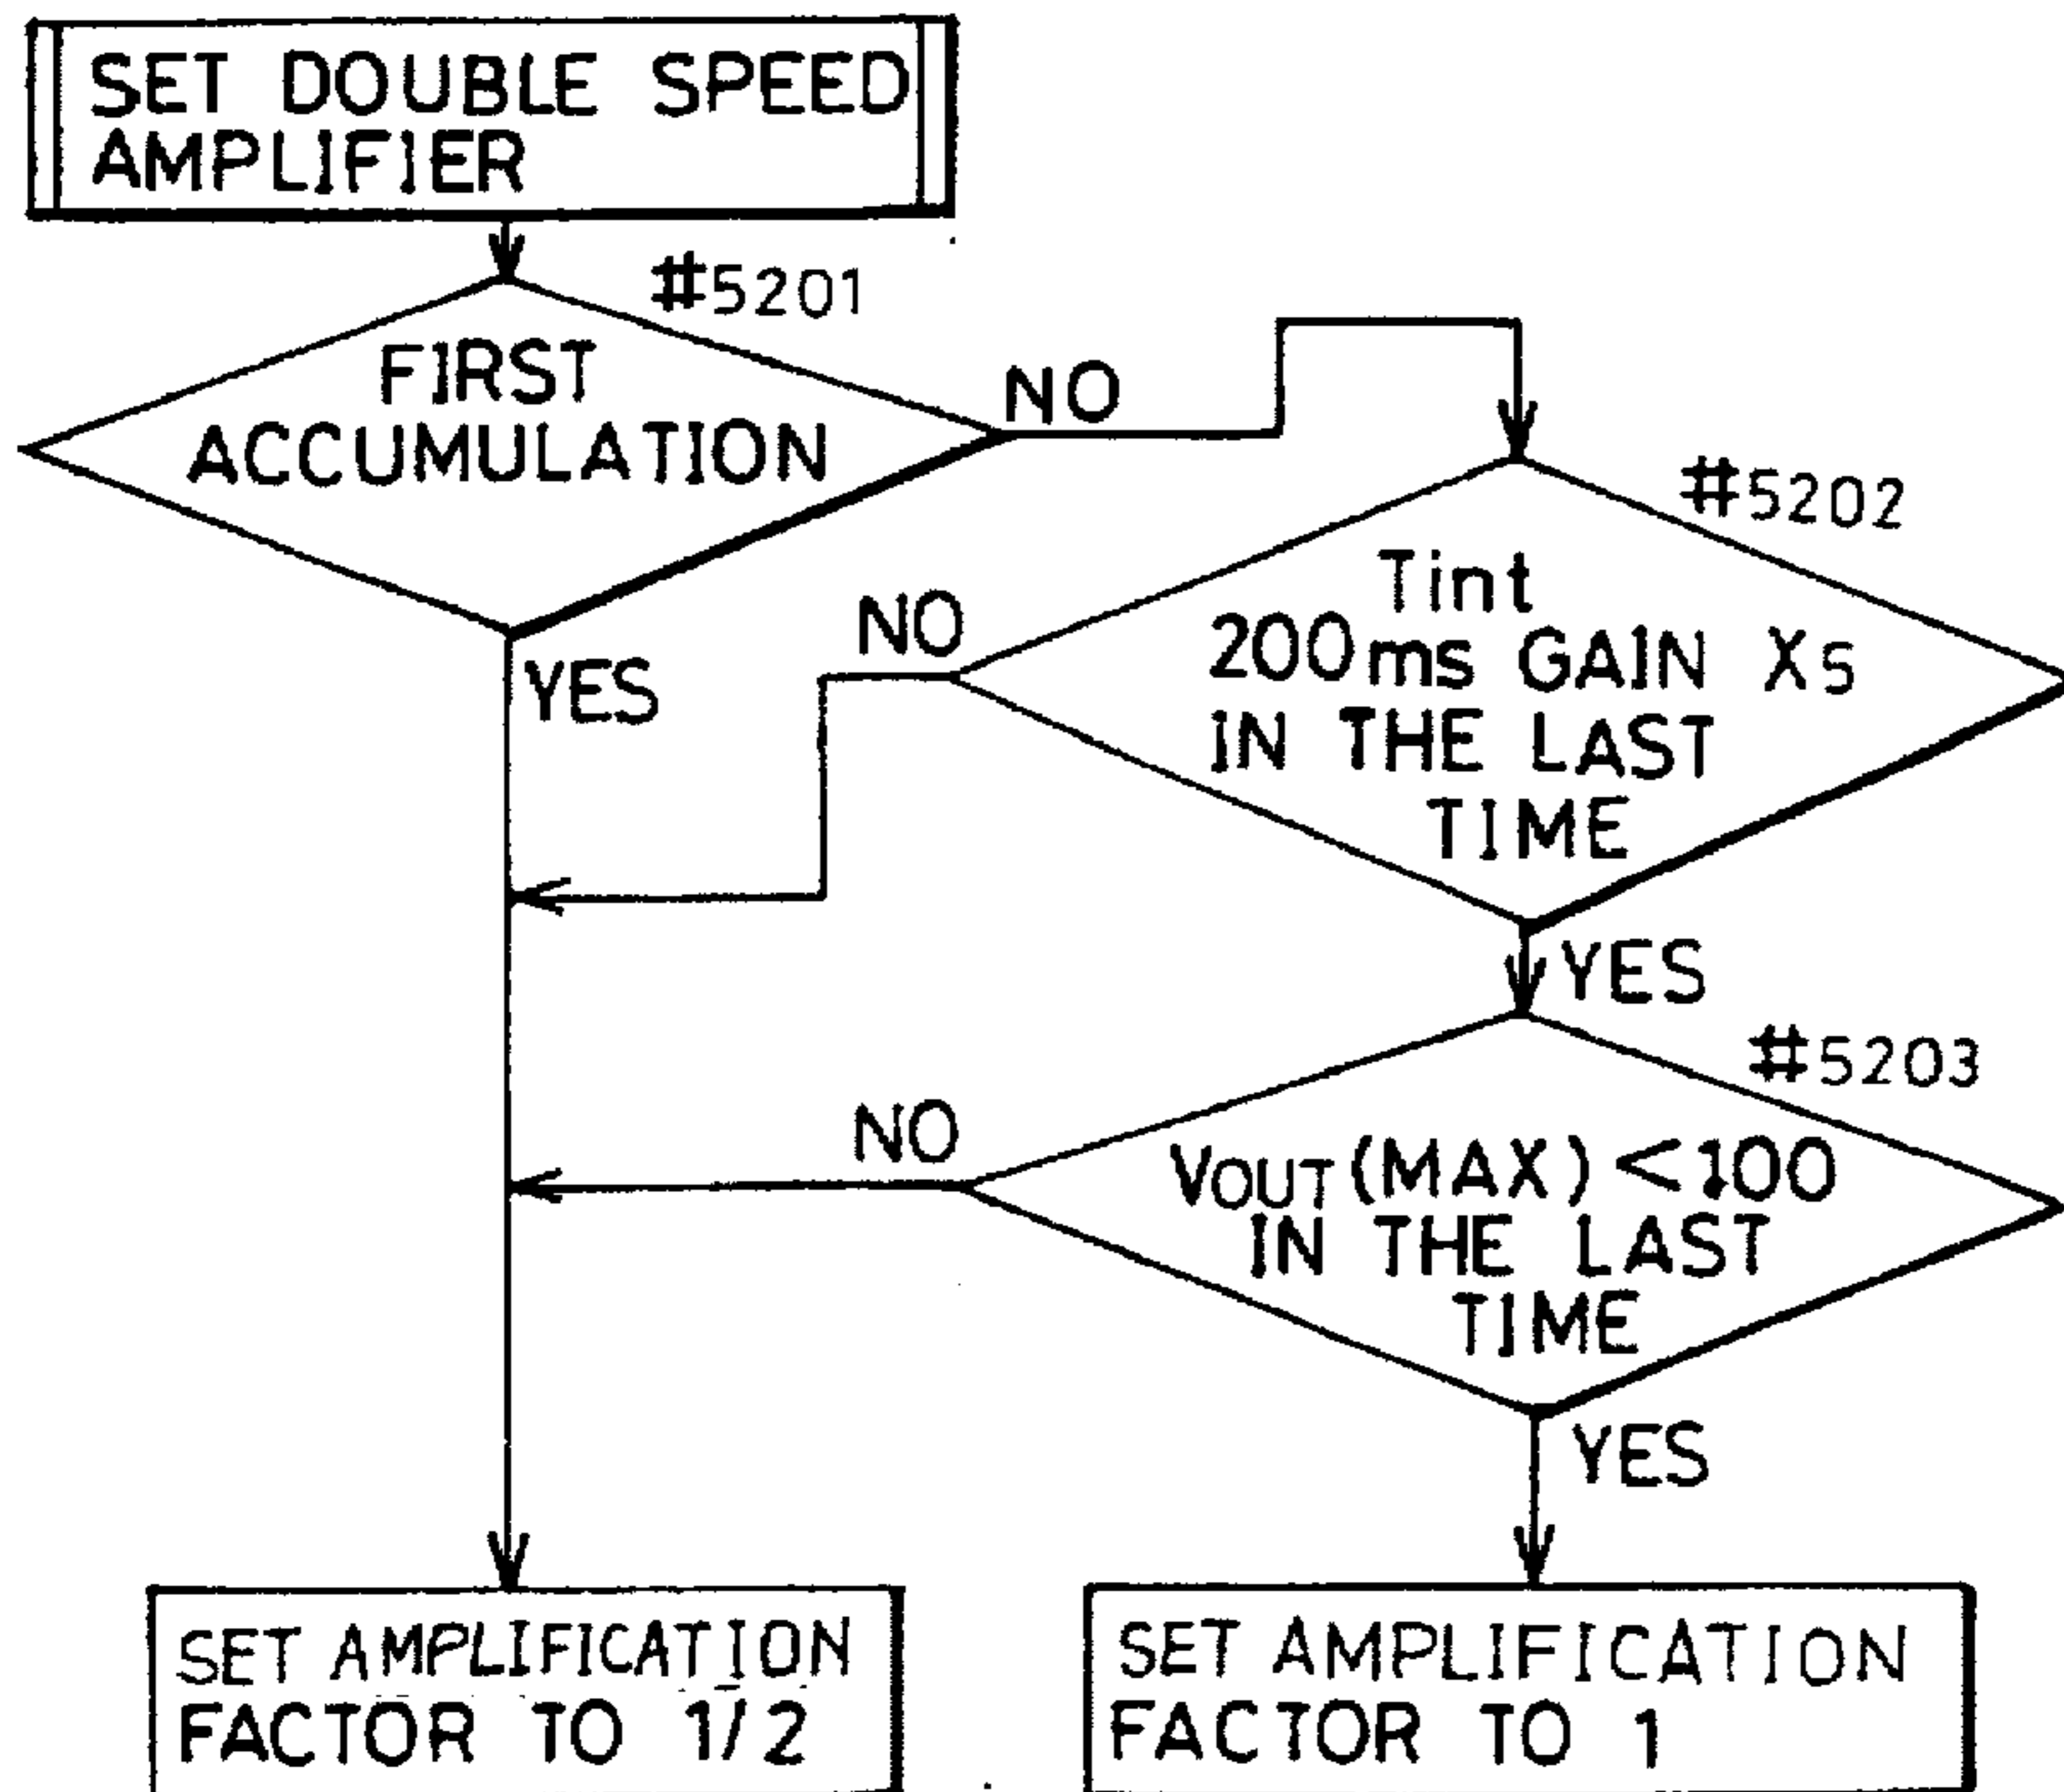 SET DOUBLE SPEED
AMPLIFIER
#5201
FIRST
ACCUMULATION
NO
YES
#5202
Tint
200ms GAIN X5
IN THE LAST
TIME
NO
YES
#5203
VOUT(MAX)<100
IN THE LAST
TIME
NO
YES
SET AMPLIFICATION
FACTOR TO 1/2
SET AMPLIFICATION
FACTOR TO 1